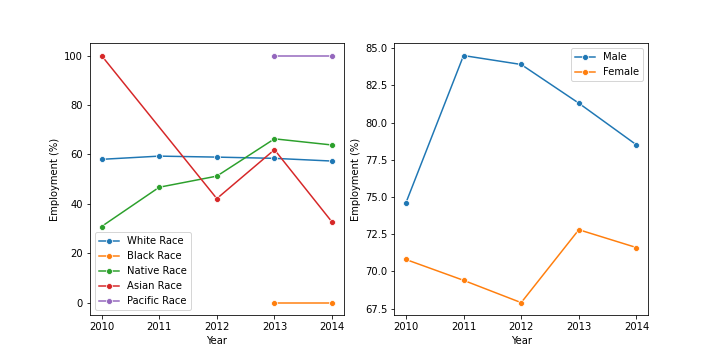 100
80
60
40
20
0
Employment (%)
2010 2011 2012 2013 2014
Year
White Race
Black Race
Native Race
Asian Race
Pacific Race
85.0
82.5
80.0
77.5
75.0
72.5
70.0
67.5
Employment (%)
2010 2011 2012 2013 2014
Year
Male
Female